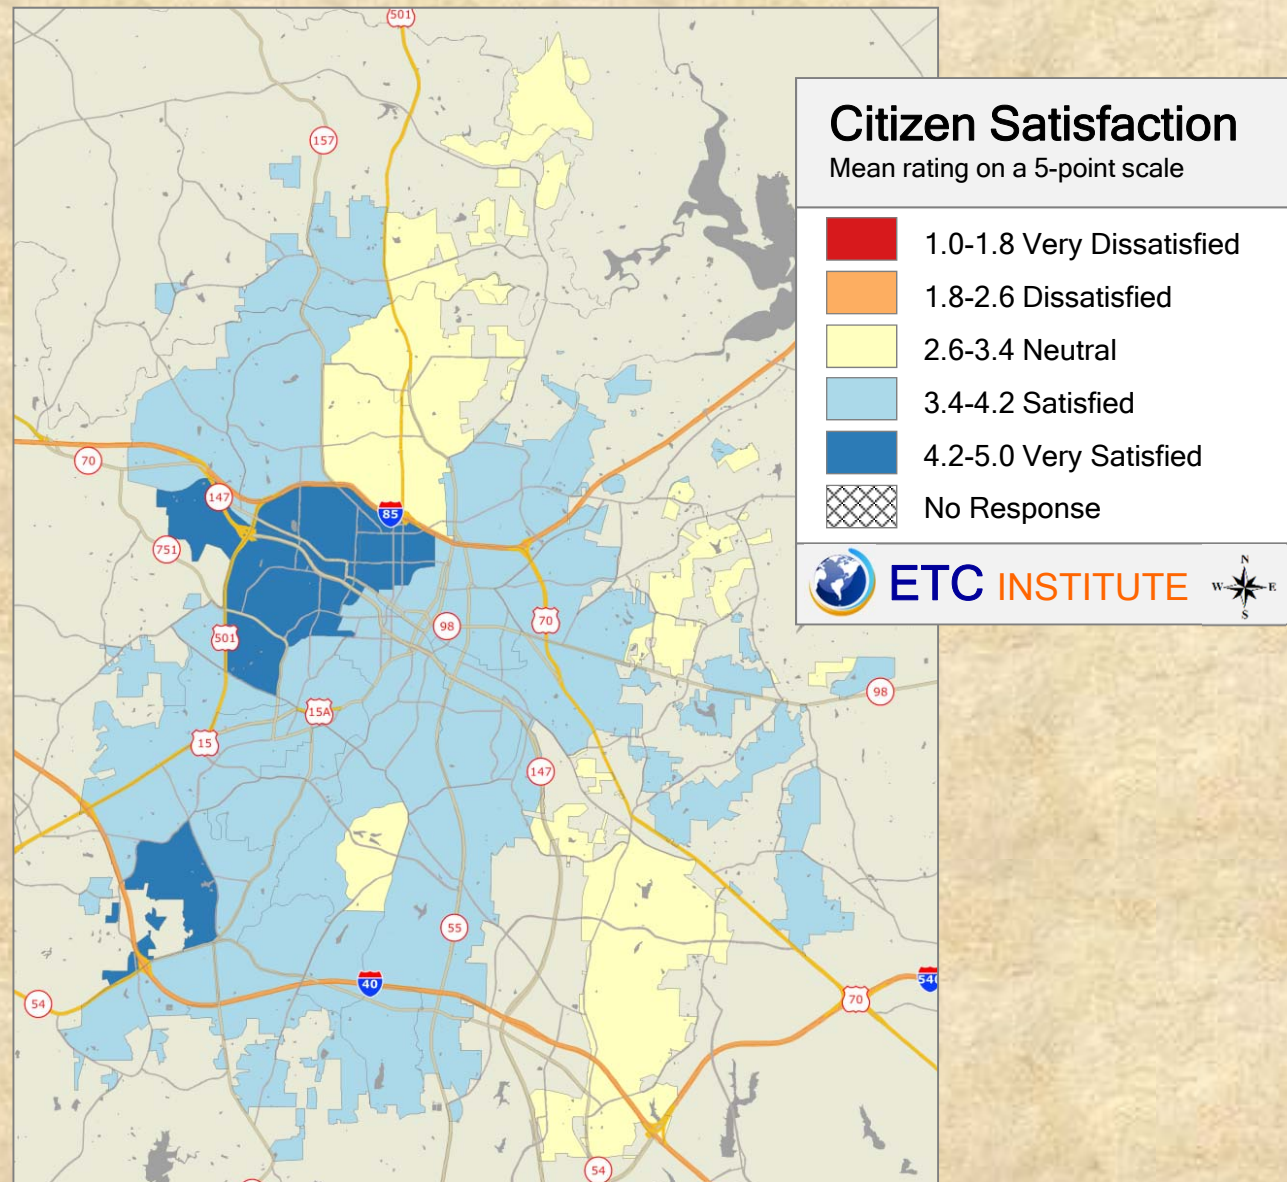 501
157
Citizen Satisfaction
Mean rating on a 5-point scale
1.0-1.8 Very Dissatisfied
1.8-2.6 Dissatisfied
2.6-3.4 Neutral
3.4-4.2 Satisfied
4.2-5.0 Very Satisfied
No Response
ETC INSTITUTE
N
W E
S
70
147
85
751
501
98
70
98
15A
15
147
55
40
540
70
54
54